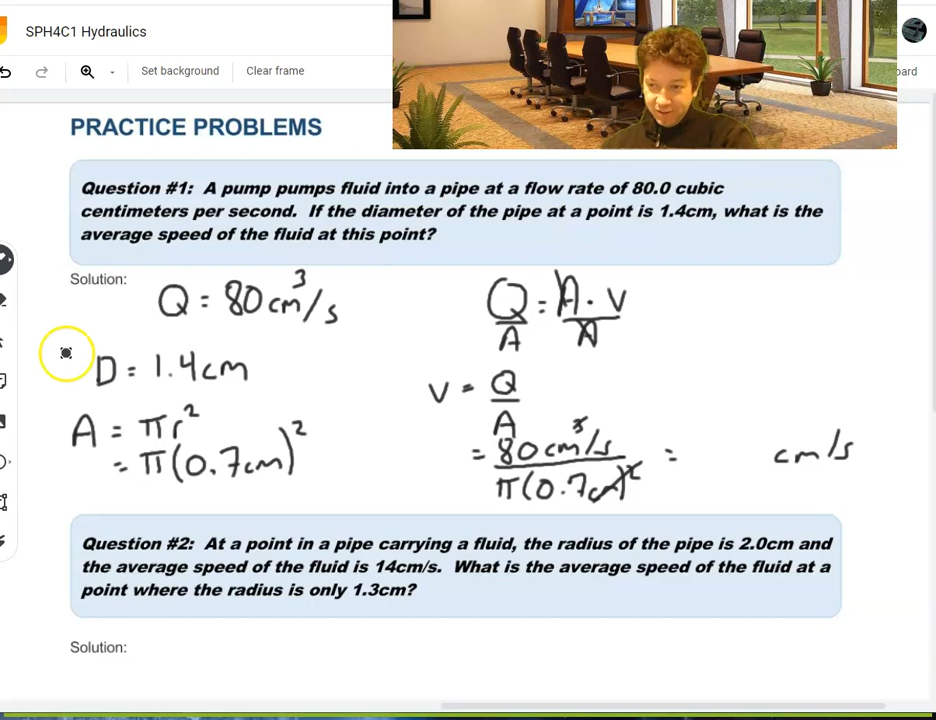 SPH4C1 Hydraulics
Set background
Clear frame
PRACTICE PROBLEMS
Question #1: A pump pumps fluid into a pipe at a flow rate of 80.0 cubic
centimeters per second. If the diameter of the pipe at a point is 1.4cm, what is the
average speed of the fluid at this point?
Solution:
Q = 80cm³/s
D = 1.4cm
A = πr²
= π(0.7cm)²
Q/A = A·v/A
v = Q/A
= 80cm³/s / π(0.7cm)² = cm/s
Question #2: At a point in a pipe carrying a fluid, the radius of the pipe is 2.0cm and
the average speed of the fluid is 14cm/s. What is the average speed of the fluid at a
point where the radius is only 1.3cm?
Solution: